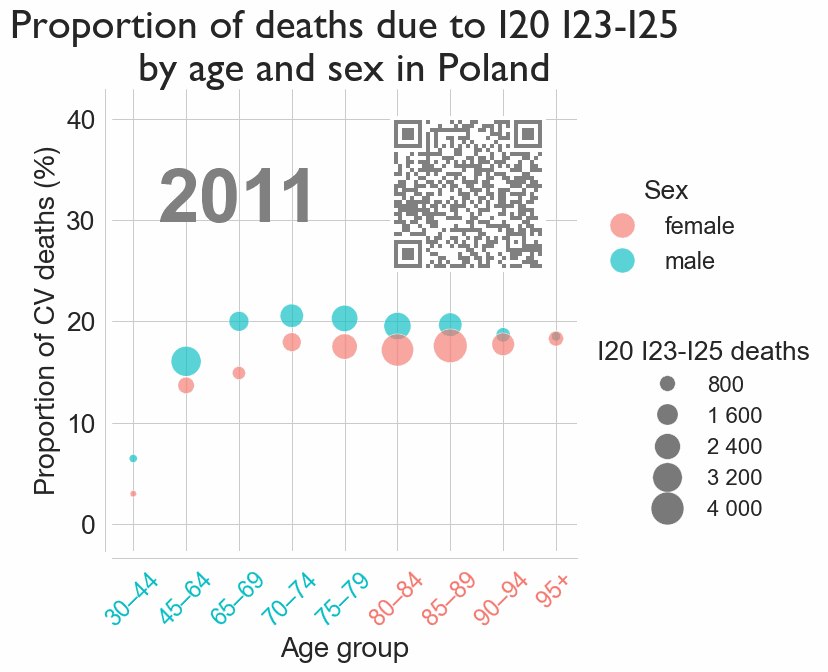 Proportion of deaths due to I20 I23-I25
by age and sex in Poland
Proportion of CV deaths (%)
40
30
20
10
0
2011
30–44
45–64
65–69
70–74
75–79
80–84
85–89
90–94
95+
Age group
Sex
female
male
I20 I23-I25 deaths
800
1 600
2 400
3 200
4 000